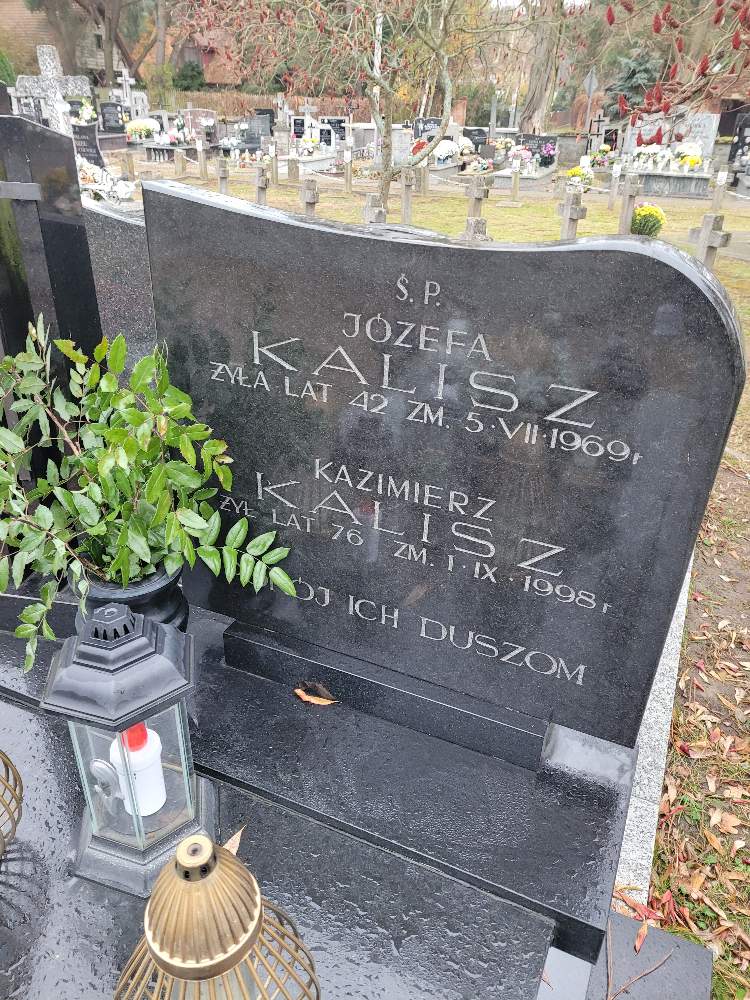 Ś. P.
JÓZEFA
KALISZ
ŻYŁA LAT 42 ZM. 5·VII·1969r
KAZIMIERZ
KALISZ
ŻYŁ LAT 76 ZM. 1·IX·1998r
ICH DUSZOM